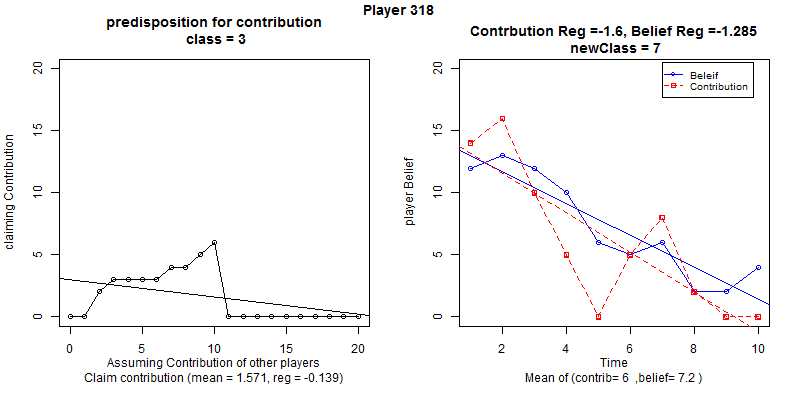 Player 318
predisposition for contribution
class = 3
claiming Contribution
0 5 10 15 20
0 5 10 15 20
Assuming Contribution of other players
Claim contribution (mean = 1.571, reg = -0.139)
Contrbution Reg =-1.6, Belief Reg =-1.285
newClass = 7
Beleif
Contribution
player Belief
0 5 10 15 20
2 4 6 8 10
Time
Mean of (contrib= 6 ,belief= 7.2 )